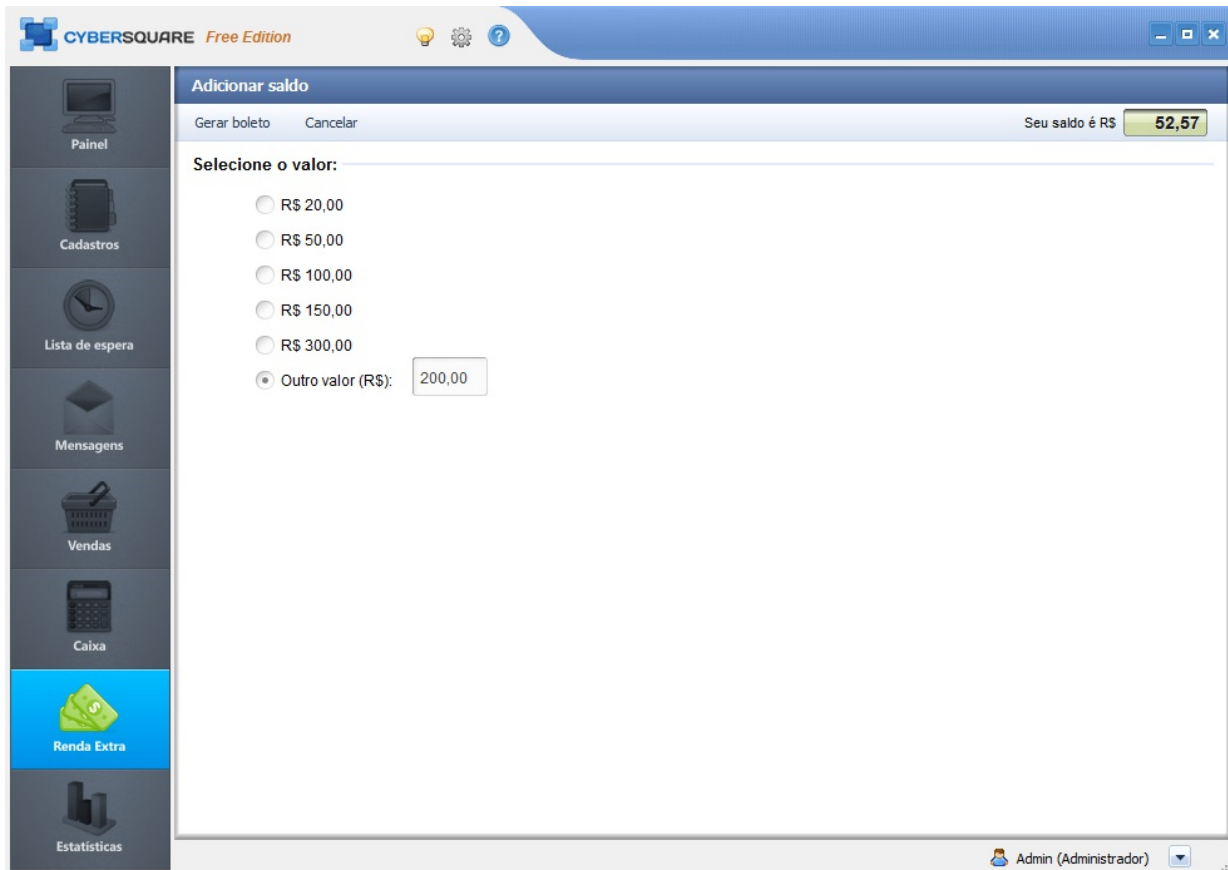 CYBERSQUARE Free Edition
Adicionar saldo
Gerar boleto Cancelar Seu saldo é R$ 52,57
Selecione o valor:
R$ 20,00
R$ 50,00
R$ 100,00
R$ 150,00
R$ 300,00
Outro valor (R$): 200,00
Painel
Cadastros
Lista de espera
Mensagens
Vendas
Caixa
Renda Extra
Estatísticas
Admin (Administrador)